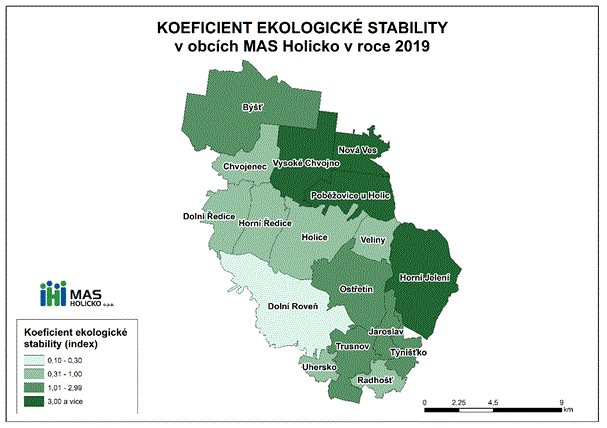 KOEFICIENT EKOLOGICKÉ STABILITY
v obcích MAS Holicko v roce 2019
Býšť
Nová Ves
Vysoké Chvojno
Chvojenec
Poběžovice u Holic
Dolní Ředice
Horní Ředice
Holice
Veliny
Horní Jelení
Ostřetín
Dolní Roveň
Jaroslav
Trusnov
Týnišťko
Uhersko
Radhošť
MAS
HOLICKO o.p.s.
Koeficient ekologické
stability (index)
0,10 - 0,30
0,31 - 1,00
1,01 - 2,99
3,00 a více
0 2,25 4,5 9
km